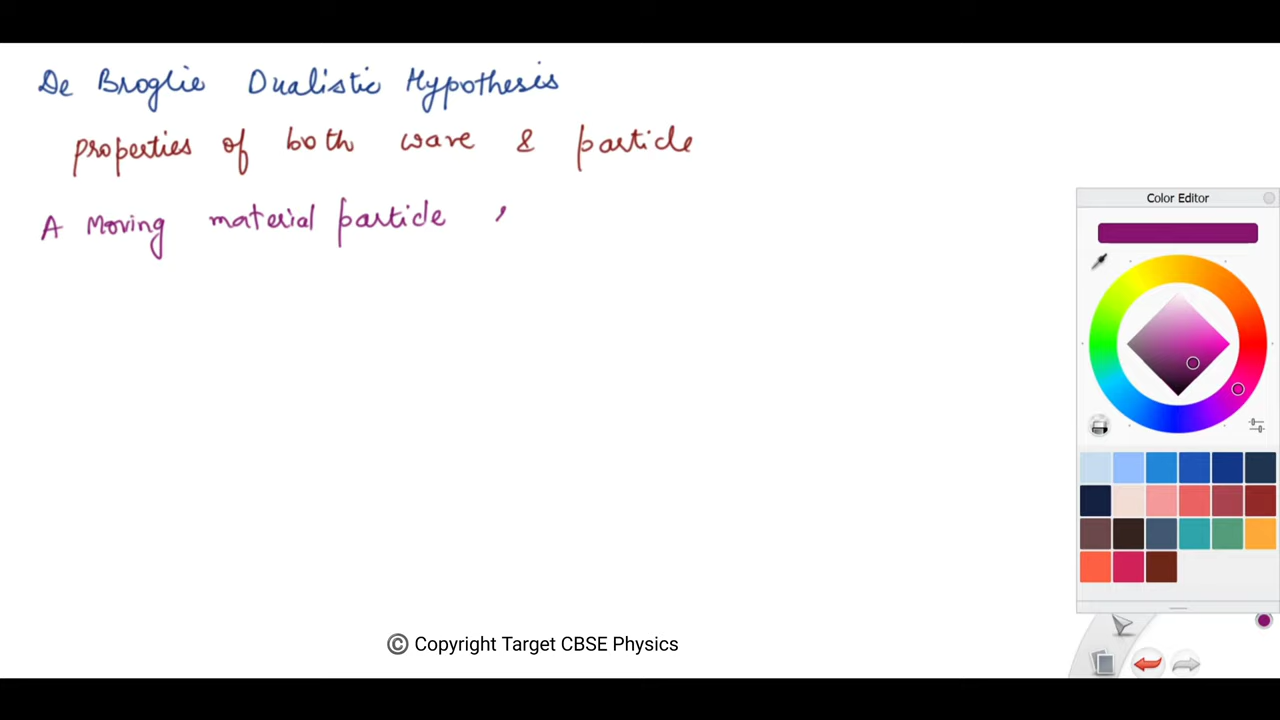 De Broglie Dualistic Hypothesis
properties of both wave & particle
A Moving material particle
Color Editor
© Copyright Target CBSE Physics